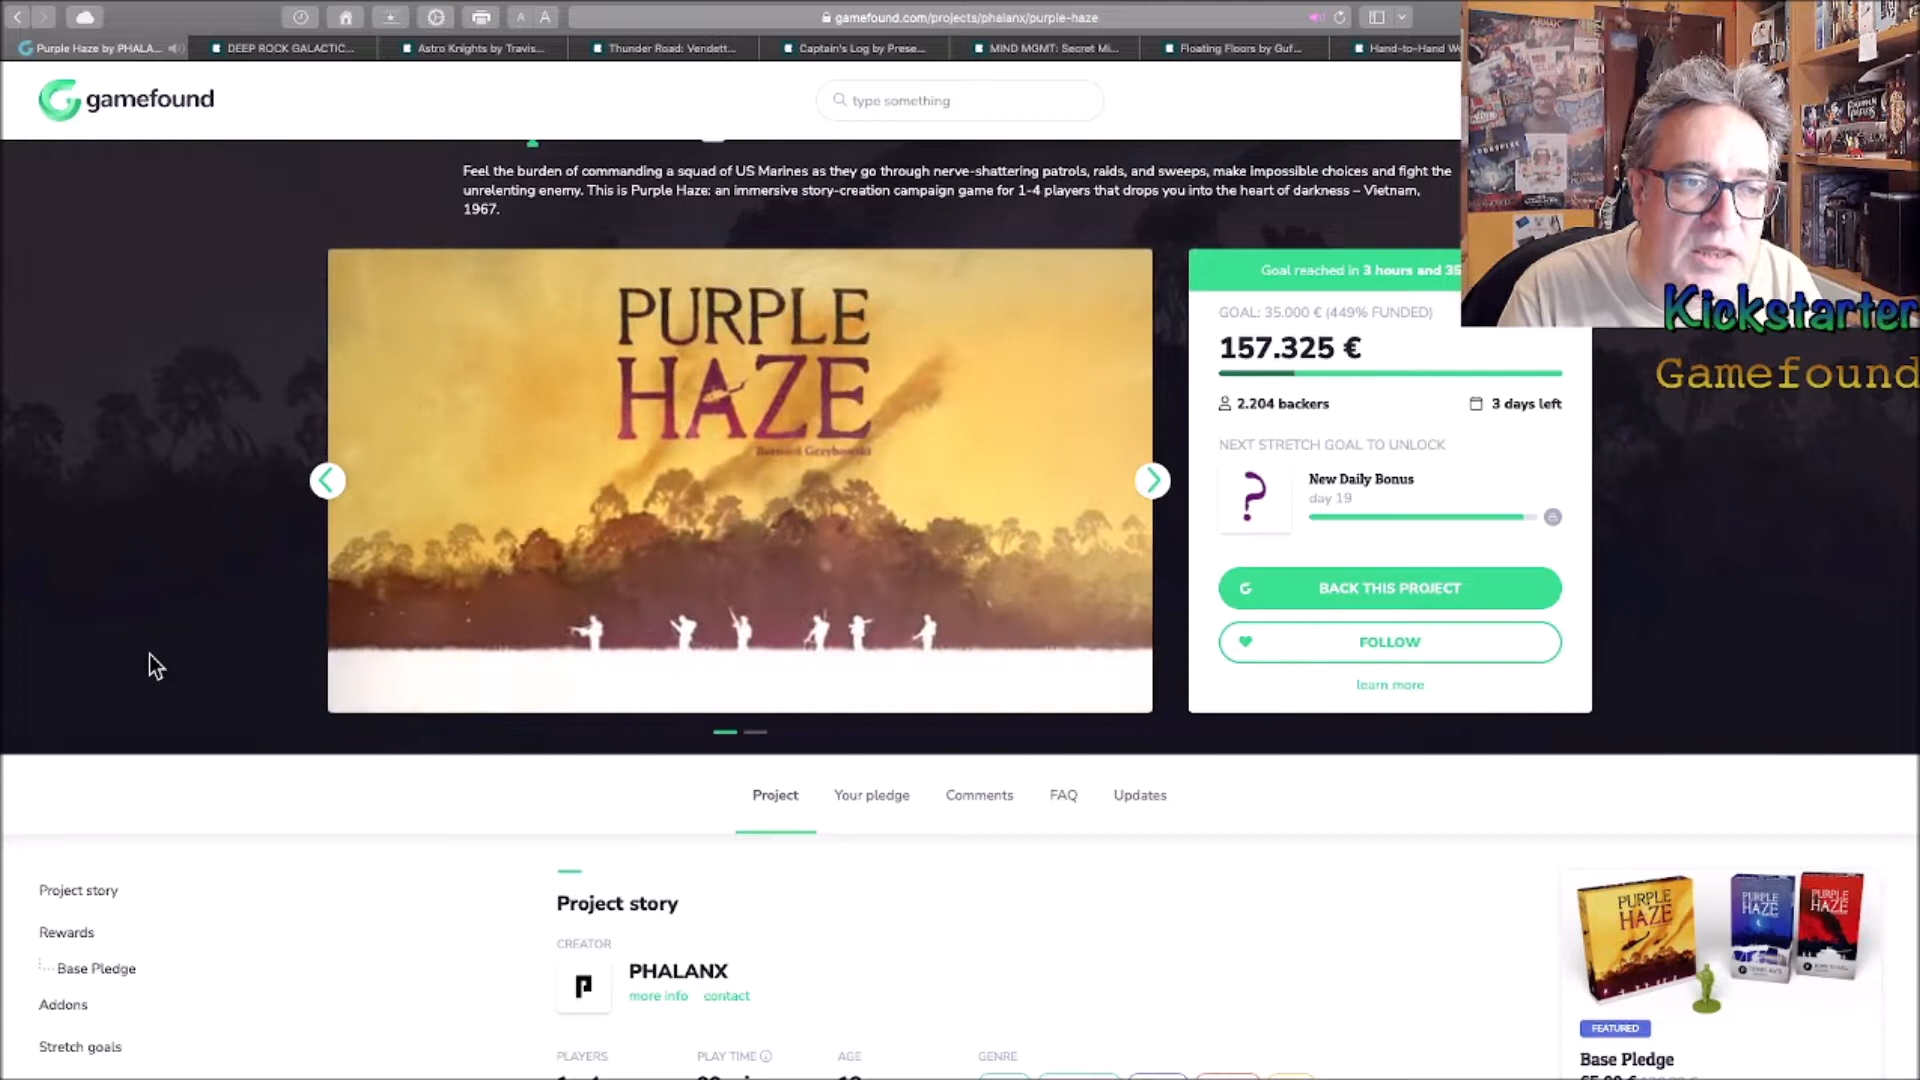 gamefound.com/projects/phalanx/purple-haze
Purple Haze by PHALA...
DEEP ROCK GALACTIC...
Astro Knights by Travis...
Thunder Road: Vendett...
Captain's Log by Prese...
MIND MGMT: Secret Mi...
Floating Floors by Guf...
Hand-to-Hand
gamefound
type something
Feel the burden of commanding a squad of US Marines as they go through nerve-shattering patrols, raids, and sweeps, make impossible choices and fight the
unrelenting enemy. This is Purple Haze: an immersive story-creation campaign game for 1-4 players that drops you into the heart of darkness – Vietnam,
1967.
PURPLE
HAZE
Bernard Grzybowski
Goal reached in 3 hours and 35
GOAL: 35.000 € (449% FUNDED)
157.325 €
2.204 backers
3 days left
NEXT STRETCH GOAL TO UNLOCK
?
New Daily Bonus
day 19
BACK THIS PROJECT
FOLLOW
learn more
Kickstarter
Gamefound
Project
Your pledge
Comments
FAQ
Updates
Project story
Rewards
Base Pledge
Addons
Stretch goals
Project story
CREATOR
PHALANX
more info
contact
PLAYERS
PLAY TIME
AGE
GENRE
PURPLE
HAZE
PURPLE
HAZE
PURPLE
HAZE
FEATURED
Base Pledge